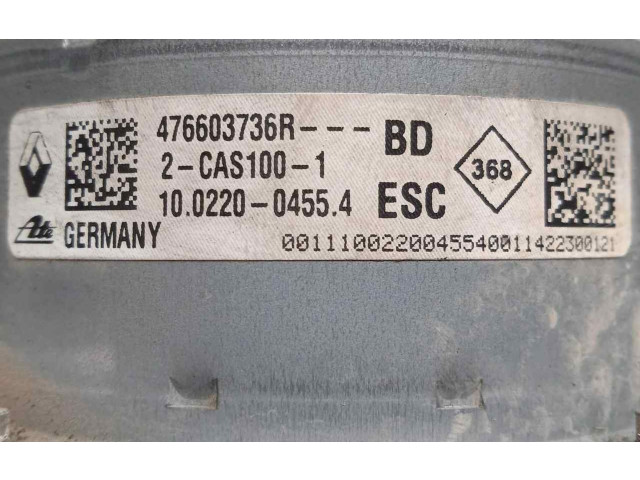 476603736R--- BD
2-CAS100-1
10.0220-0455.4 ESC
368
Ate GERMANY
00111002200455400114223001​21